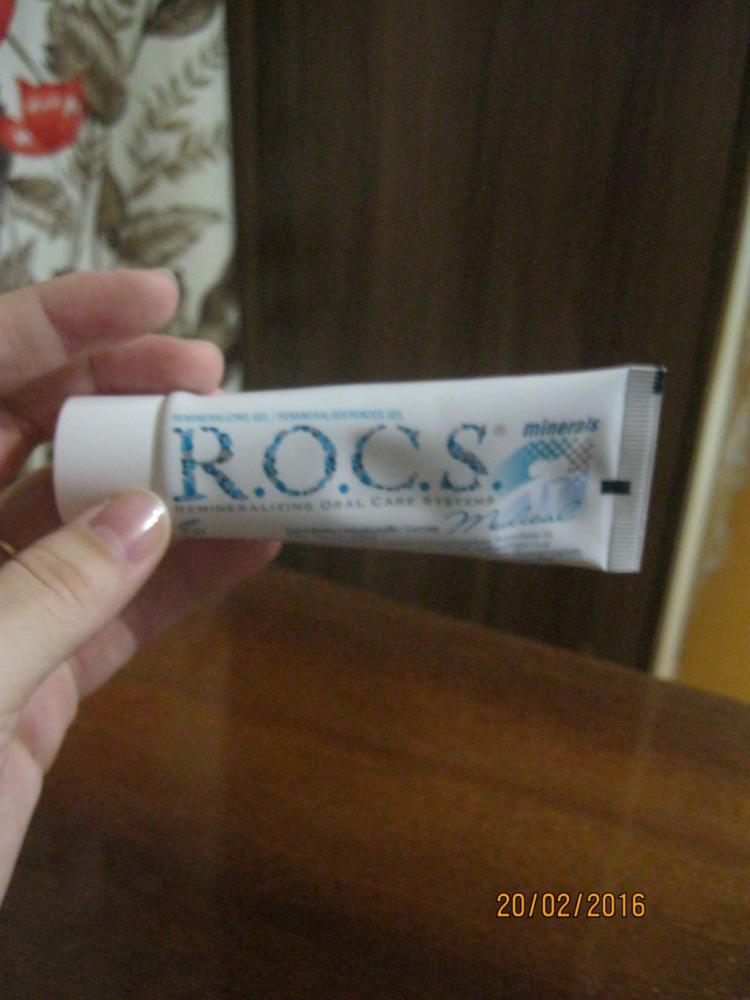 REMINERALIZING GEL / REMINERALISIERENDES GEL
R.O.C.S.®
minerals
REMINERALIZING ORAL CARE SYSTEMS
Medical
20/02/2016